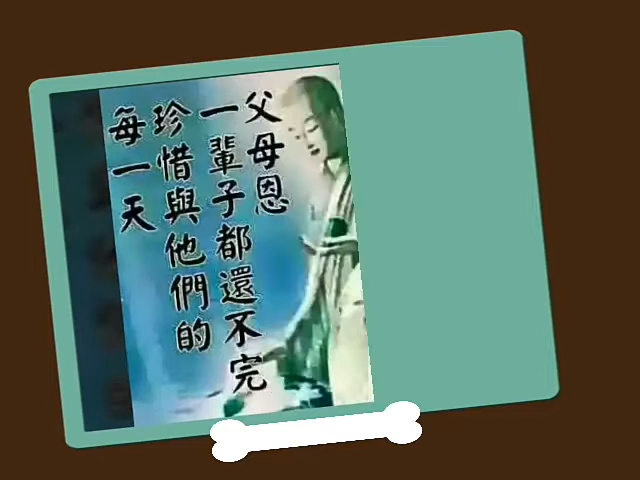 父母恩
一輩子都還不完
珍惜與他們的
每一天